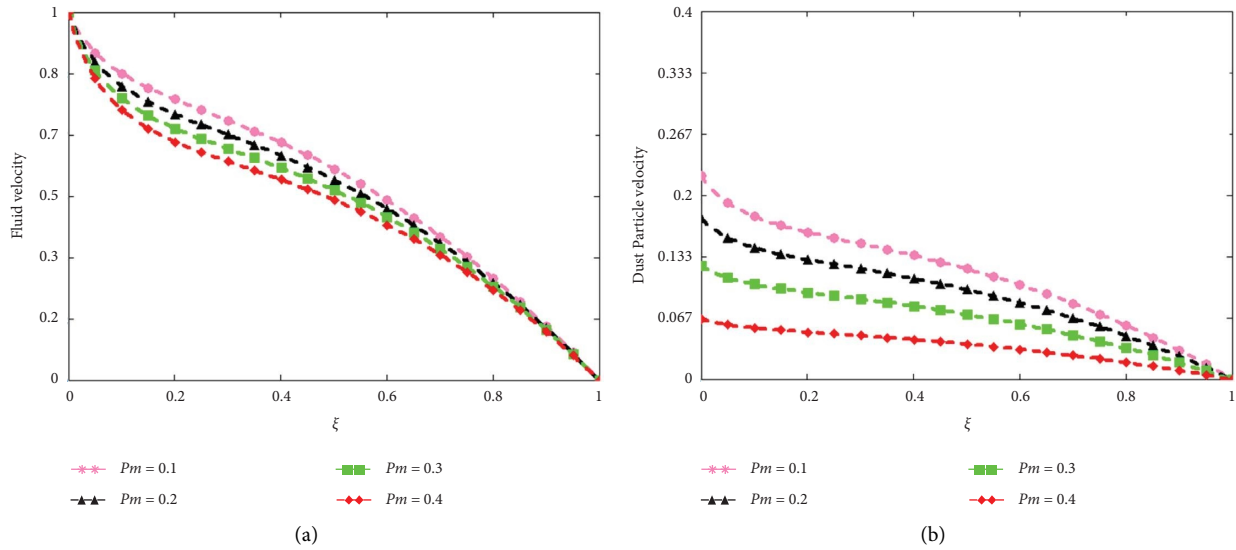 1
0.8
0.7
0.5
0.3
0.2
0
Fluid velocity
0 0.2 0.4 0.6 0.8 1
ξ
Pm = 0.1
Pm = 0.2
Pm = 0.3
Pm = 0.4
(a)
0.4
0.333
0.267
0.2
0.133
0.067
0
Dust Particle velocity
0 0.2 0.4 0.6 0.8 1
ξ
Pm = 0.1
Pm = 0.2
Pm = 0.3
Pm = 0.4
(b)